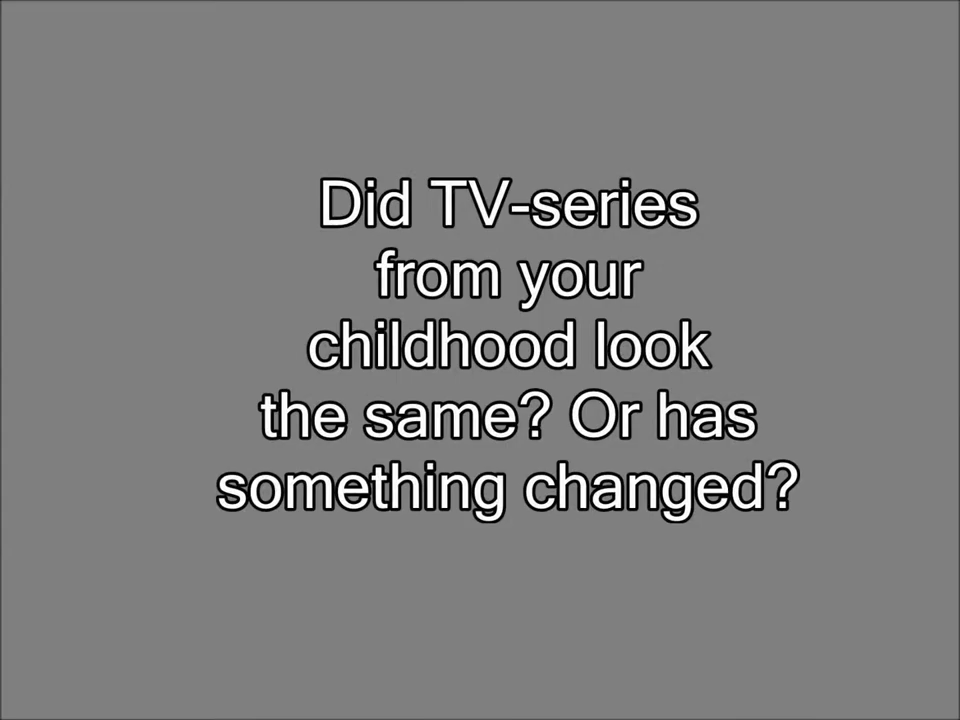 Did TV-series
from your
childhood look
the same? Or has
something changed?